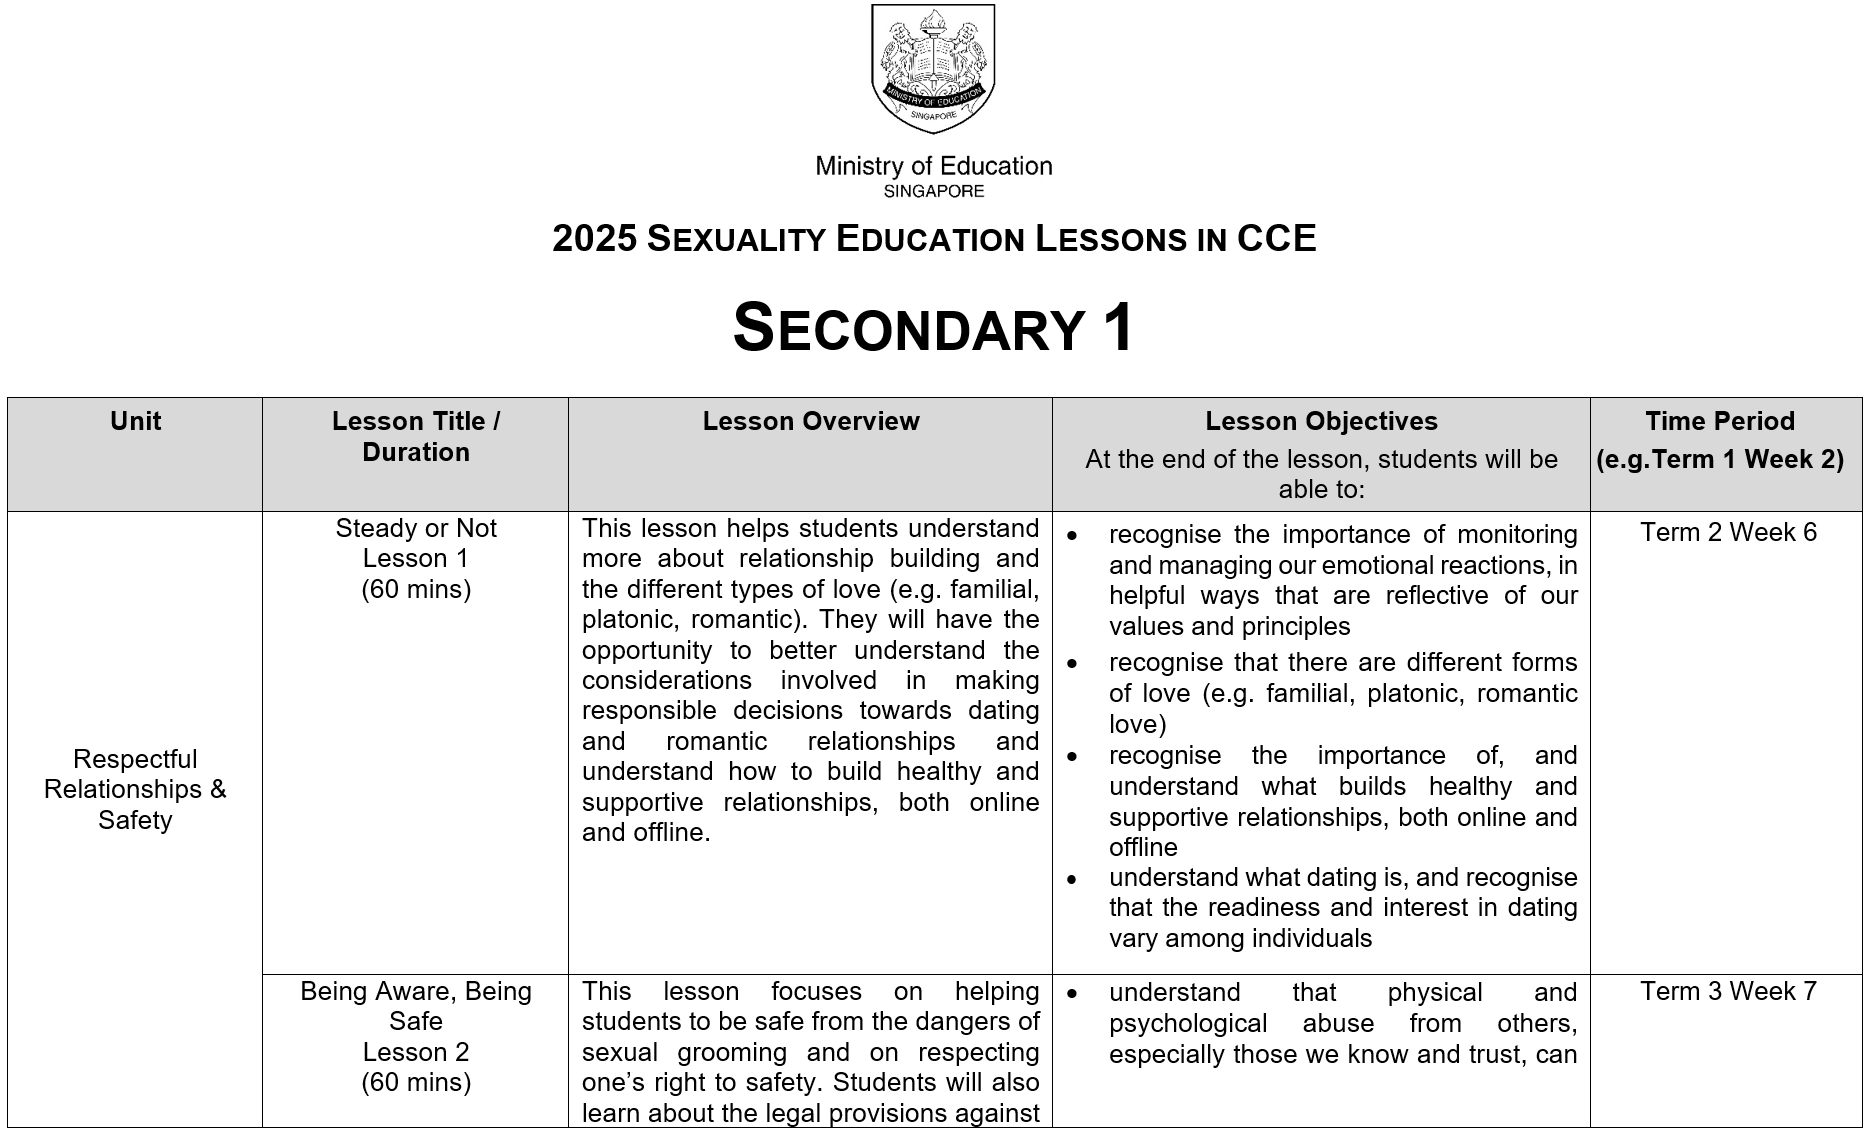 MINISTRY OF EDUCATION
SINGAPORE
Ministry of Education
SINGAPORE
2025 SEXUALITY EDUCATION LESSONS IN CCE
SECONDARY 1
Unit
Lesson Title /
Duration
Lesson Overview
Lesson Objectives
At the end of the lesson, students will be
able to:
Time Period
(e.g.Term 1 Week 2)
Respectful
Relationships &
Safety
Steady or Not
Lesson 1
(60 mins)
This lesson helps students understand
more about relationship building and
the different types of love (e.g. familial,
platonic, romantic). They will have the
opportunity to better understand the
considerations involved in making
responsible decisions towards dating
and romantic relationships and
understand how to build healthy and
supportive relationships, both online
and offline.
• recognise the importance of monitoring
and managing our emotional reactions, in
helpful ways that are reflective of our
values and principles
• recognise that there are different forms
of love (e.g. familial, platonic, romantic
love)
• recognise the importance of, and
understand what builds healthy and
supportive relationships, both online and
offline
• understand what dating is, and recognise
that the readiness and interest in dating
vary among individuals
Term 2 Week 6
Being Aware, Being
Safe
Lesson 2
(60 mins)
This lesson focuses on helping
students to be safe from the dangers of
sexual grooming and on respecting
one’s right to safety. Students will also
learn about the legal provisions against
• understand that physical and
psychological abuse from others,
especially those we know and trust, can
Term 3 Week 7